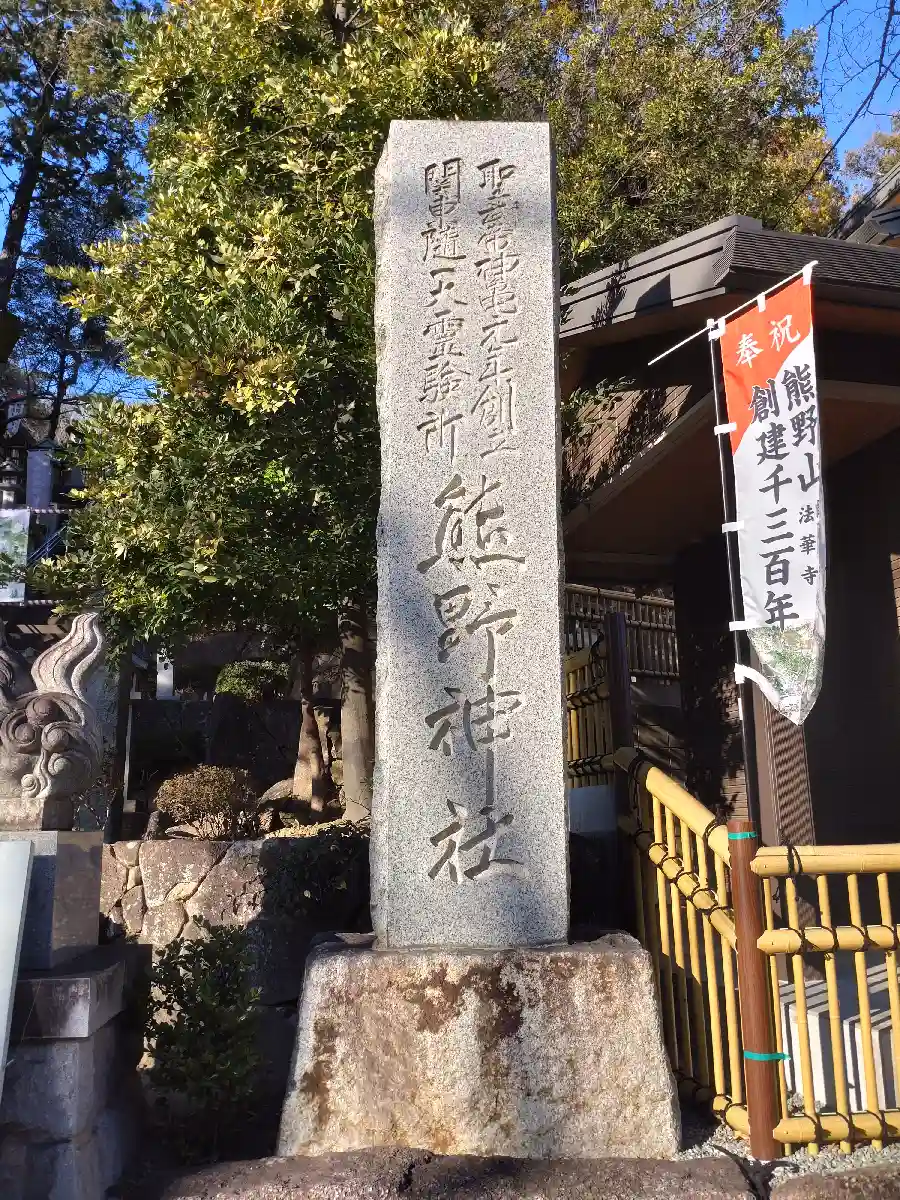 聖武帝神亀元年創立
関東随一天霊験所
熊野神社
奉祝
熊野山 法華寺
創建千三百年